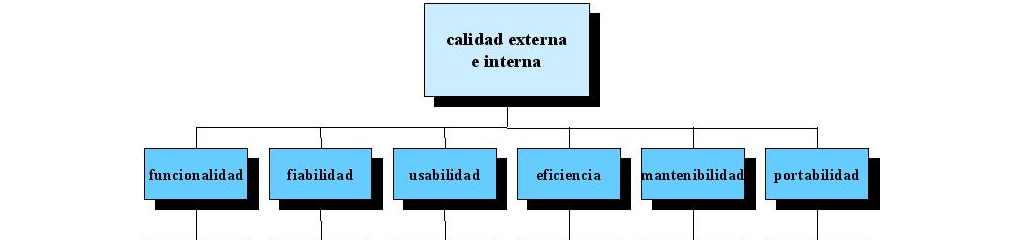 calidad externa
e interna
funcionalidad
fiabilidad
usabilidad
eficiencia
mantenibilidad
portabilidad